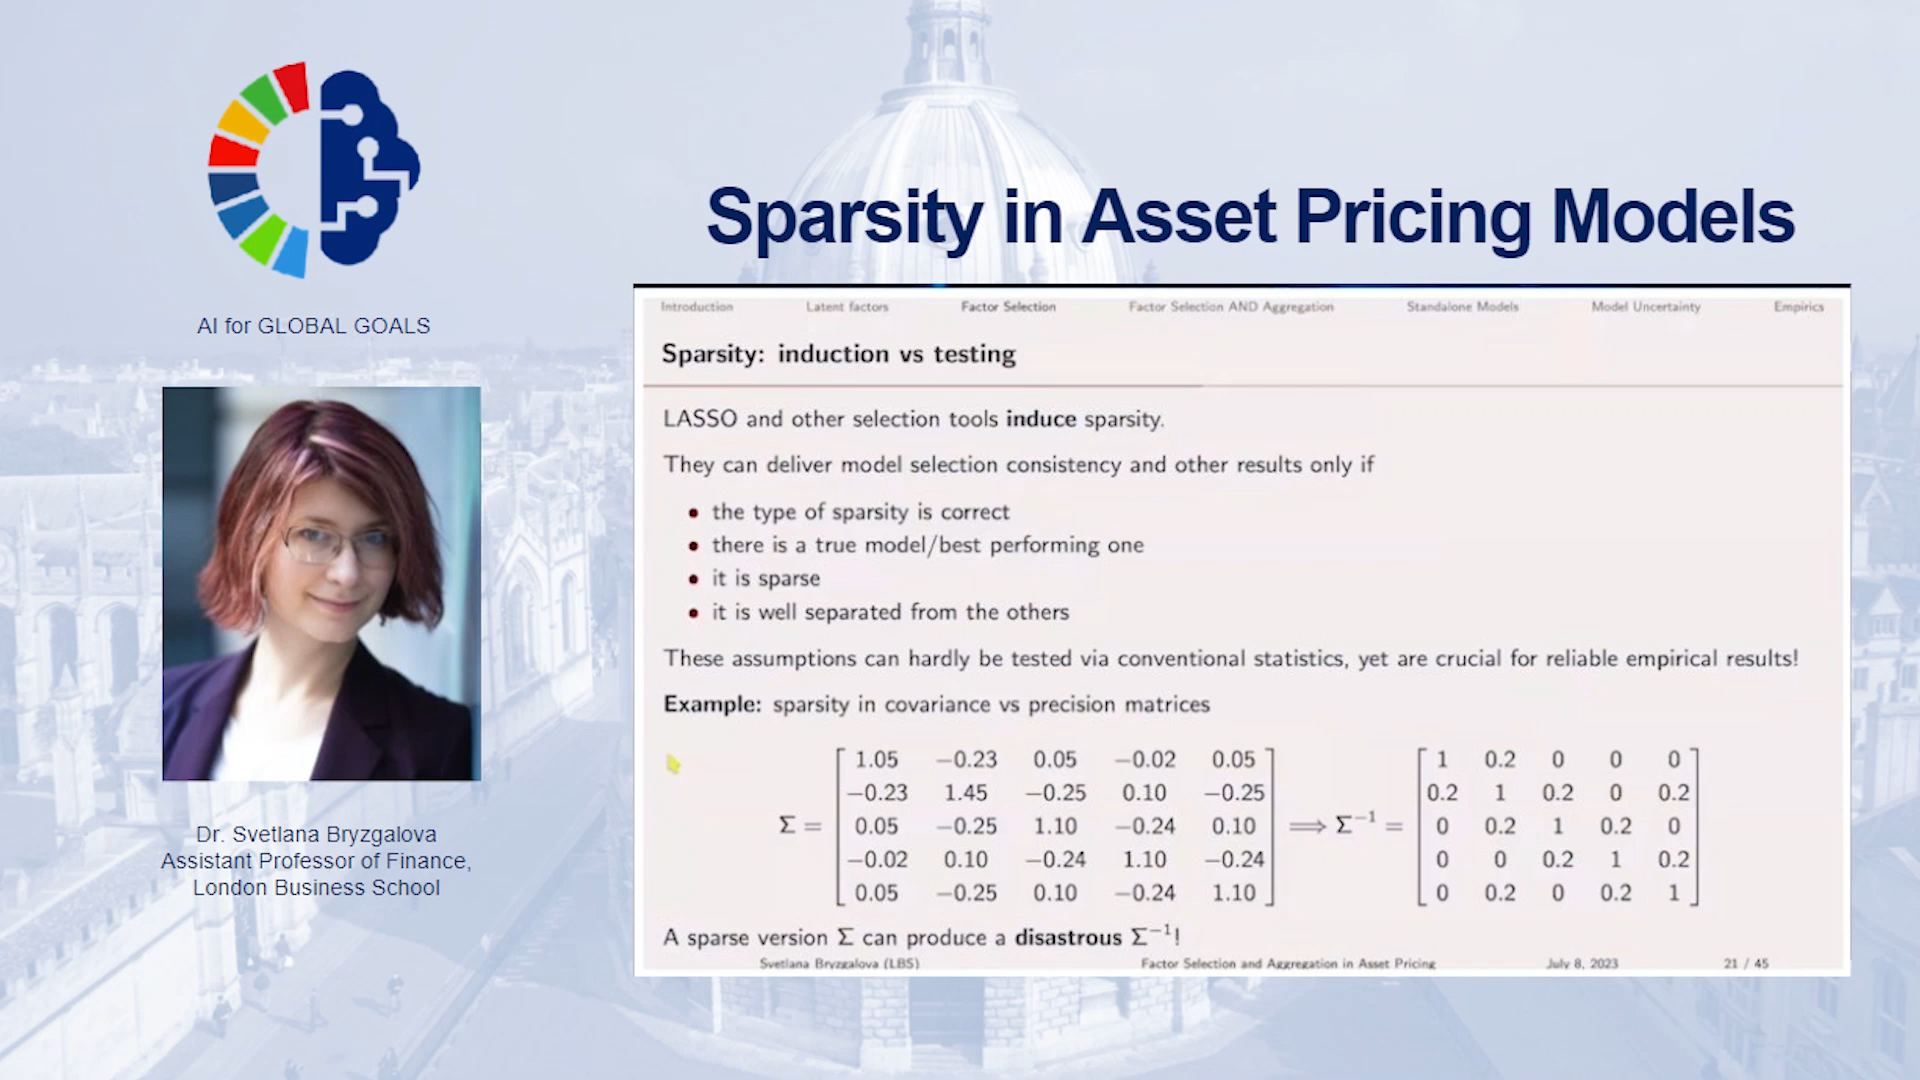 AI for GLOBAL GOALS
Dr. Svetlana Bryzgalova
Assistant Professor of Finance,
London Business School
Sparsity in Asset Pricing Models
Introduction Latent factors Factor Selection Factor Selection AND Aggregation Standalone Models Model Uncertainty Empirics
Sparsity: induction vs testing
LASSO and other selection tools induce sparsity.
They can deliver model selection consistency and other results only if
• the type of sparsity is correct
• there is a true model/best performing one
• it is sparse
• it is well separated from the others
These assumptions can hardly be tested via conventional statistics, yet are crucial for reliable empirical results!
Example: sparsity in covariance vs precision matrices
1.05 −0.23 0.05 −0.02 0.05 1 0.2 0 0 0
−0.23 1.45 −0.25 0.10 −0.25 0.2 1 0.2 0 0.2
Σ = 0.05 −0.25 1.10 −0.24 0.10 ⟹ Σ⁻¹ = 0 0.2 1 0.2 0
−0.02 0.10 −0.24 1.10 −0.24 0 0 0.2 1 0.2
0.05 −0.25 0.10 −0.24 1.10 0 0.2 0 0.2 1
A sparse version Σ can produce a disastrous Σ⁻¹!
Svetlana Bryzgalova (LBS) Factor Selection and Aggregation in Asset Pricing July 8, 2023 21 / 45